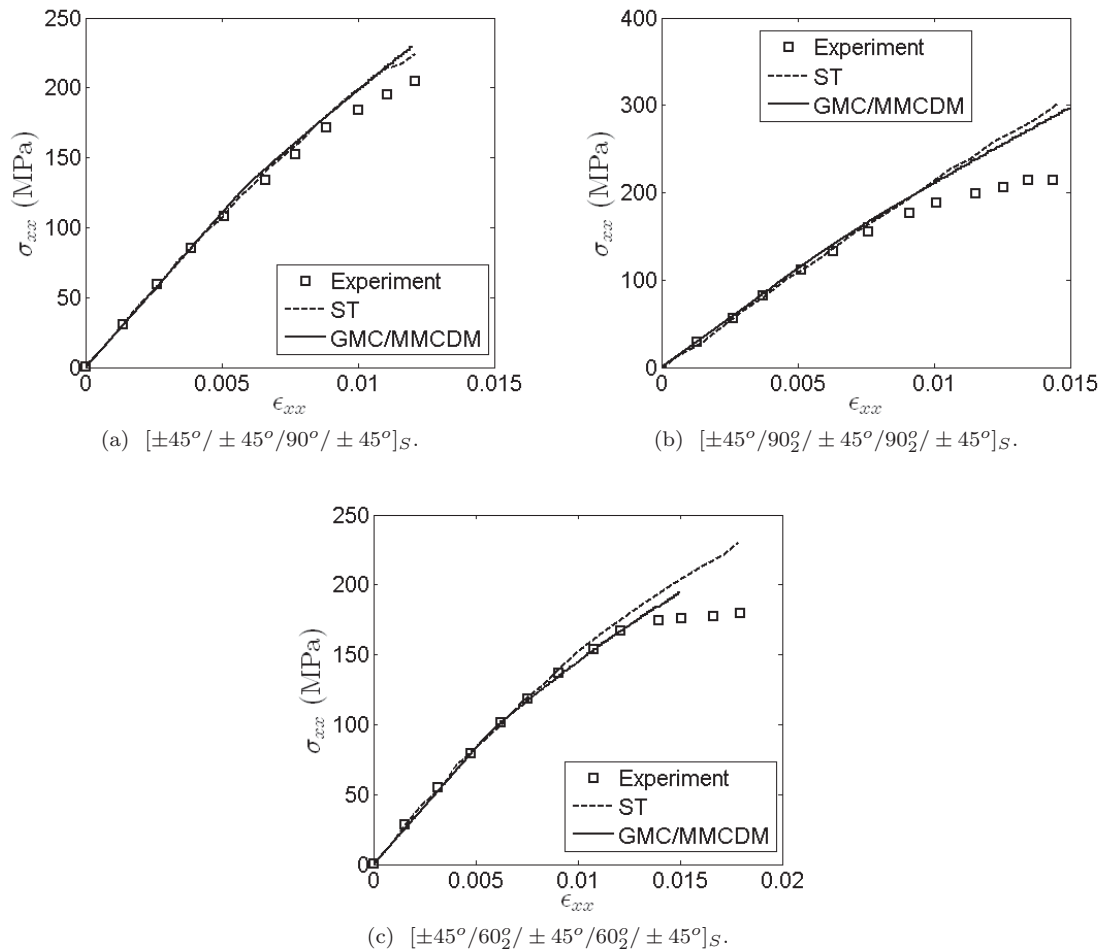 250
200
150
100
50
0
σxx (MPa)
0 0.005 0.01 0.015
ϵxx
Experiment
ST
GMC/MMCDM
(a) [±45°/ ± 45°/90°/ ± 45°]S.
400
300
200
100
0
σxx (MPa)
0 0.005 0.01 0.015
ϵxx
Experiment
ST
GMC/MMCDM
(b) [±45°/90°2/ ± 45°/90°2/ ± 45°]S.
250
200
150
100
50
0
σxx (MPa)
0 0.005 0.01 0.015 0.02
ϵxx
Experiment
ST
GMC/MMCDM
(c) [±45°/60°2/ ± 45°/60°2/ ± 45°]S.